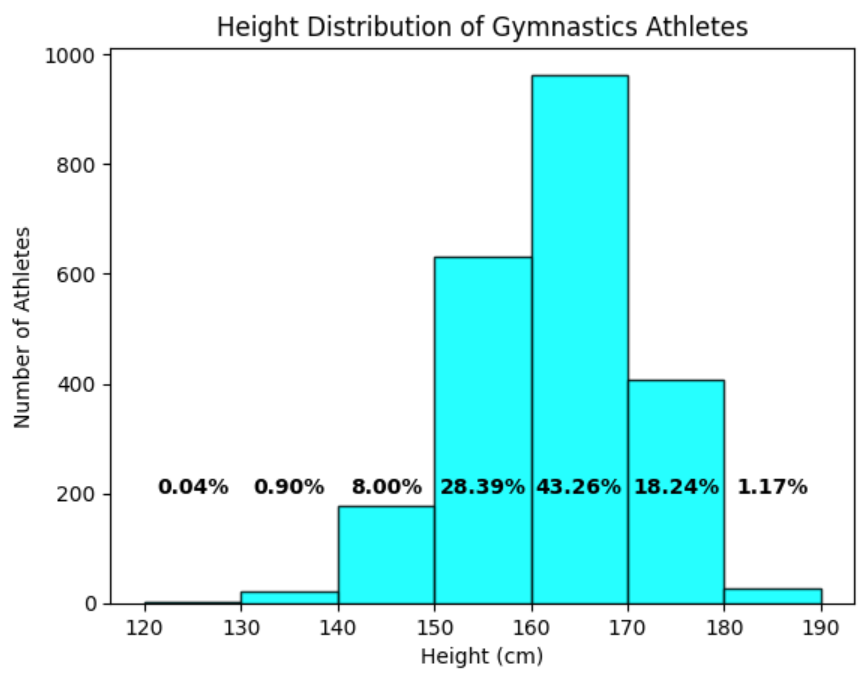 Height Distribution of Gymnastics Athletes
1000
800
600
400
200
0
Number of Athletes
0.04% 0.90% 8.00% 28.39% 43.26% 18.24% 1.17%
120 130 140 150 160 170 180 190
Height (cm)